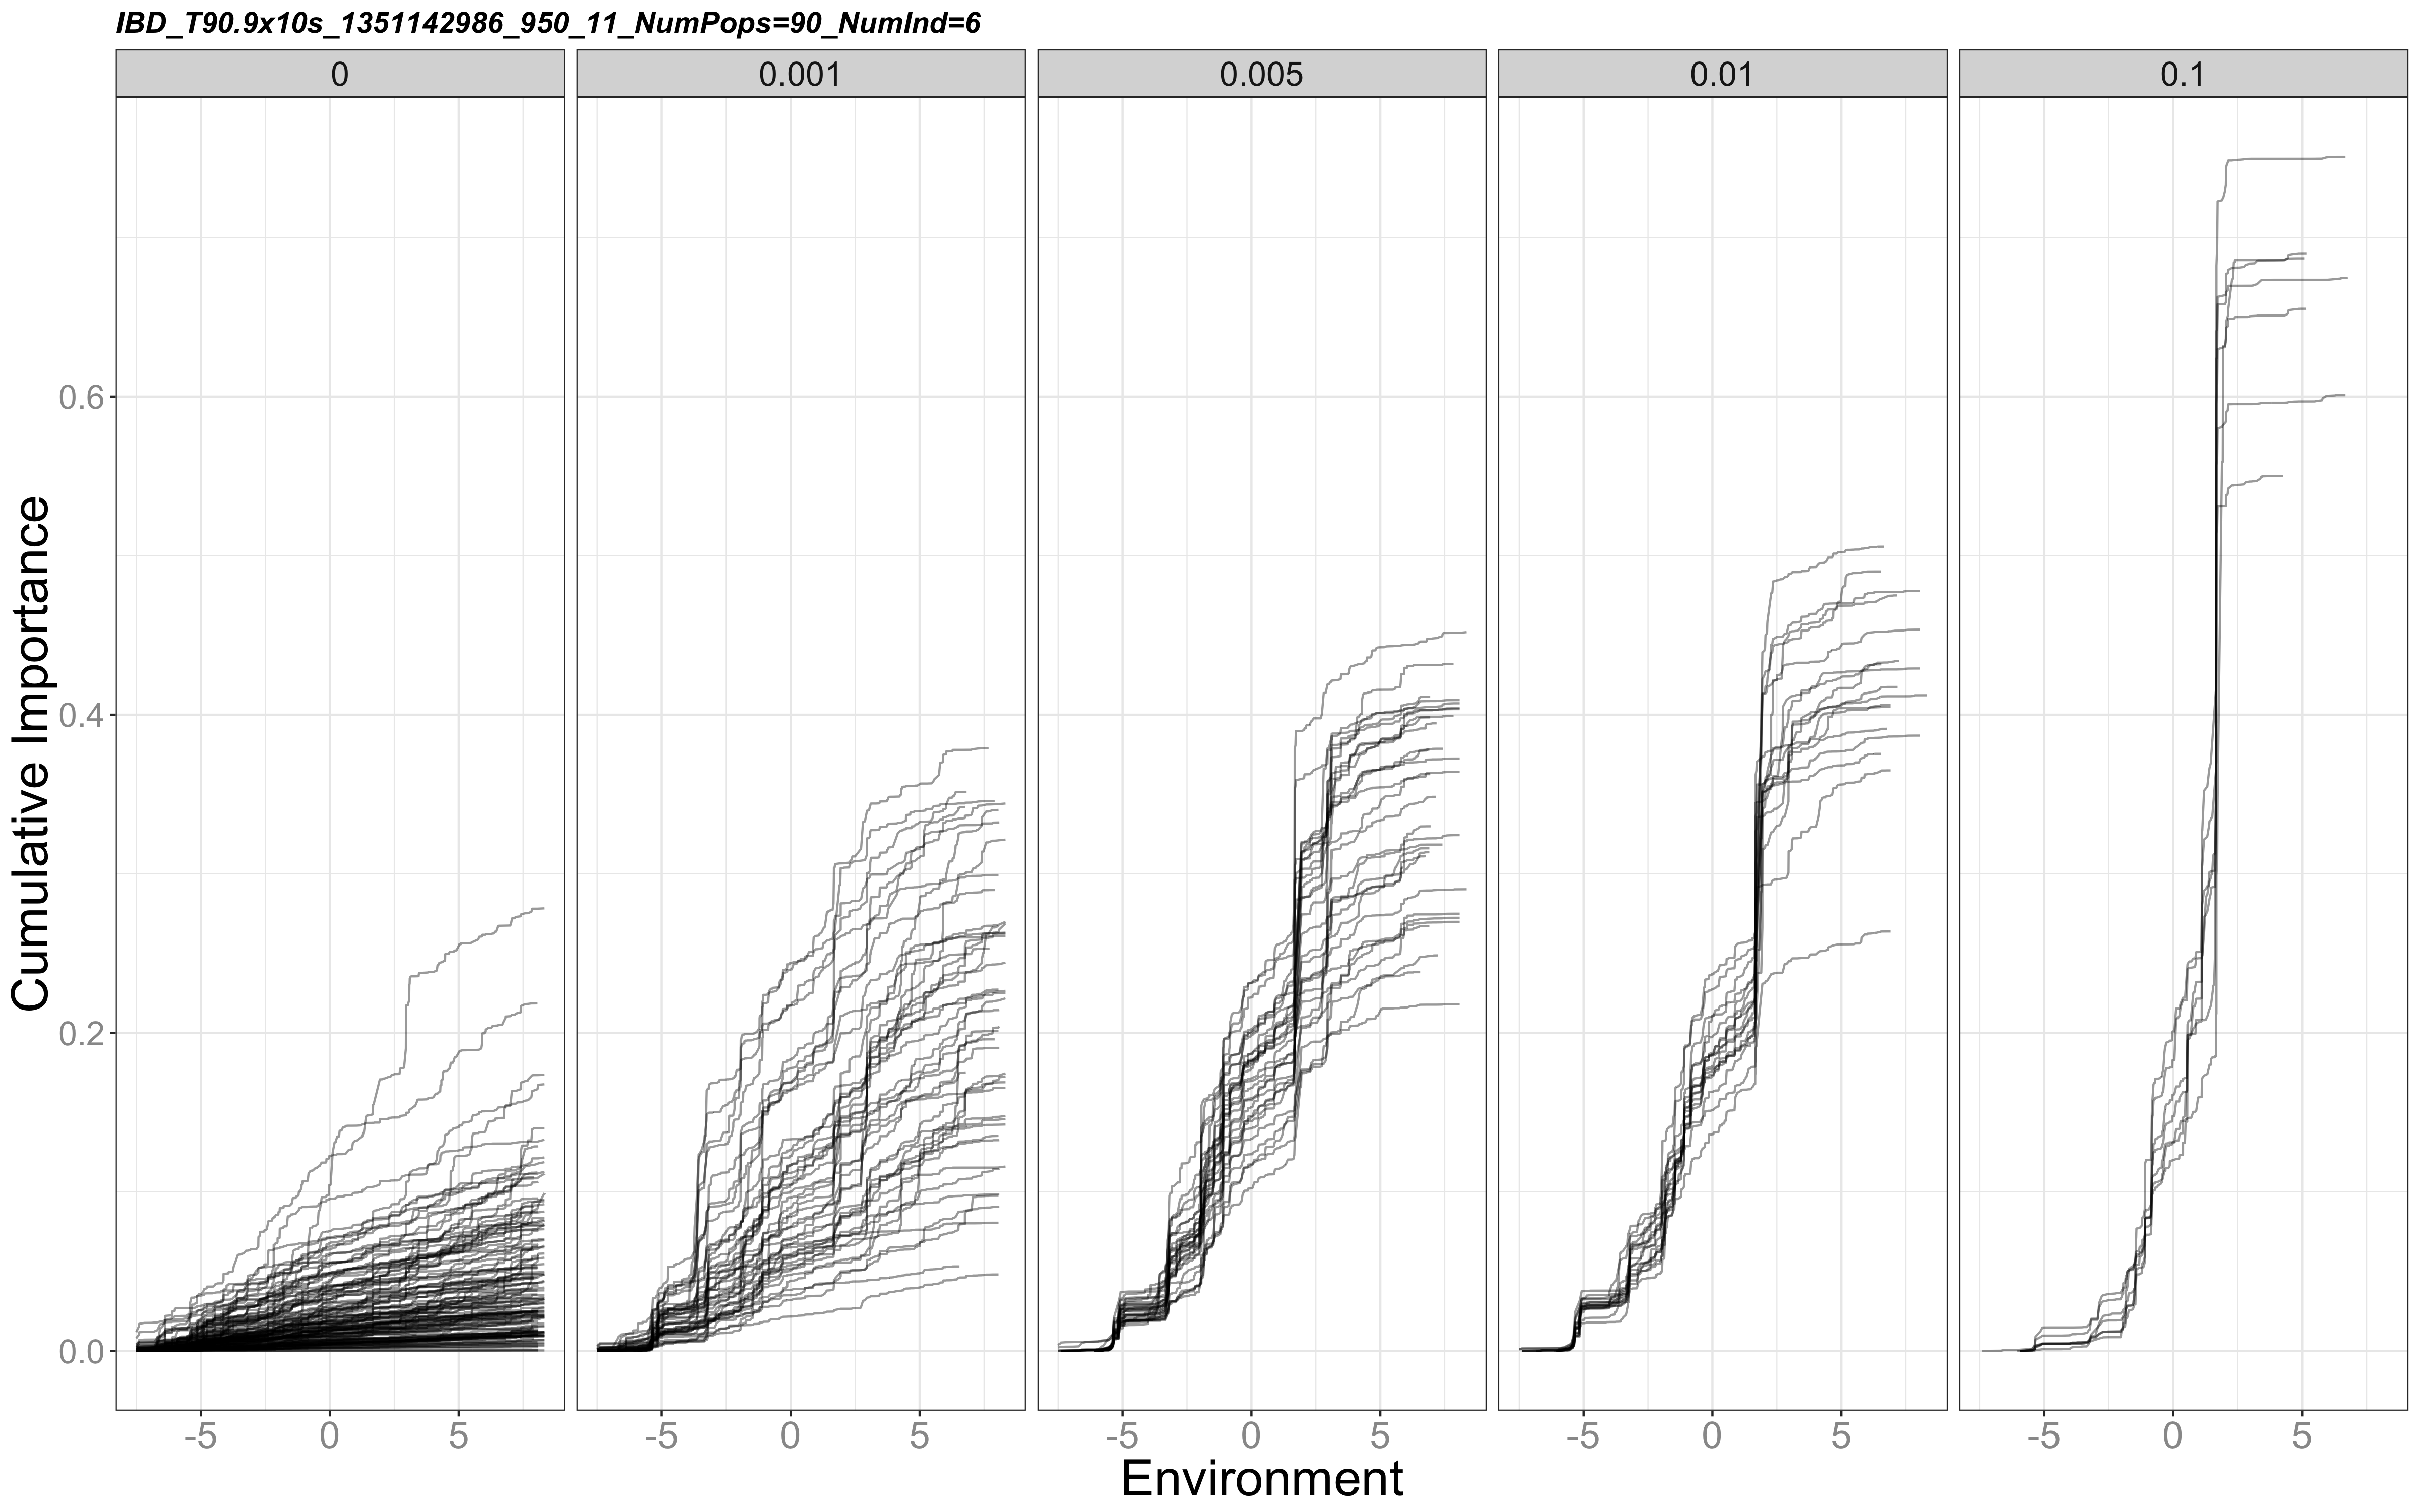 IBD_T90.9x10s_1351142986_950_11_NumPops=90_NumInd=6
0 0.001 0.005 0.01 0.1
Cumulative Importance
0.6
0.4
0.2
0.0
-5 0 5 -5 0 5 -5 0 5 -5 0 5 -5 0 5
Environment